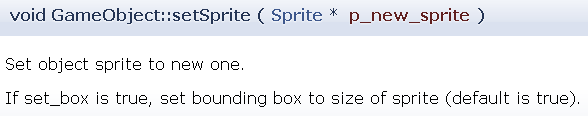 void GameObject::setSprite ( Sprite * p_new_sprite )
Set object sprite to new one.
If set_box is true, set bounding box to size of sprite (default is true).